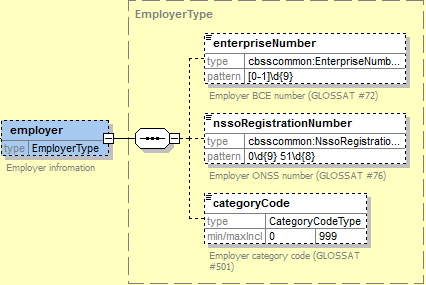 EmployerType
enterpriseNumber
type cbsscommon:EnterpriseNumb...
pattern [0-1]\d{9}
Employer BCE number (GLOSSAT #72)
nssoRegistrationNumber
type cbsscommon:NssoRegistratio...
pattern 0\d{9} 51\d{8}
Employer ONSS number (GLOSSAT #76)
employer
type EmployerType
Employer infromation
categoryCode
type CategoryCodeType
min/maxIncl 0 999
Employer category code (GLOSSAT
#501)